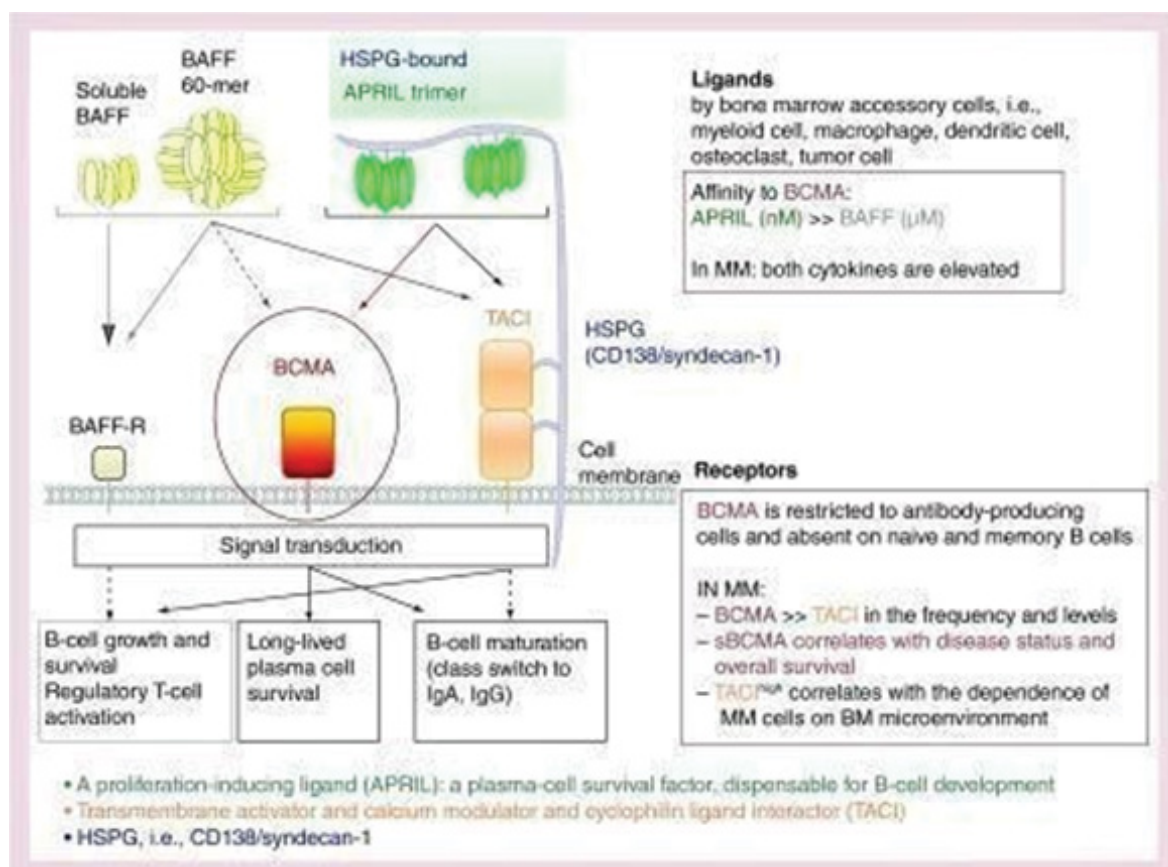 Soluble
BAFF
BAFF
60-mer
HSPG-bound
APRIL trimer
Ligands
by bone marrow accessory cells, i.e.,
myeloid cell, macrophage, dendritic cell,
osteoclast, tumor cell
Affinity to BCMA:
APRIL (nM) >> BAFF (μM)
In MM: both cytokines are elevated
TACI
HSPG
(CD138/syndecan-1)
BCMA
BAFF-R
Cell
membrane
Receptors
BCMA is restricted to antibody-producing
cells and absent on naive and memory B cells
IN MM:
– BCMA >> TACI in the frequency and levels
– sBCMA correlates with disease status and
overall survival
– TACIhigh correlates with the dependence of
MM cells on BM microenvironment
Signal transduction
B-cell growth and
survival
Regulatory T-cell
activation
Long-lived
plasma cell
survival
B-cell maturation
(class switch to
IgA, IgG)
• A proliferation-inducing ligand (APRIL): a plasma-cell survival factor, dispensable for B-cell development
• Transmembrane activator and calcium modulator and cyclophilin ligand interactor (TACI)
• HSPG, i.e., CD138/syndecan-1